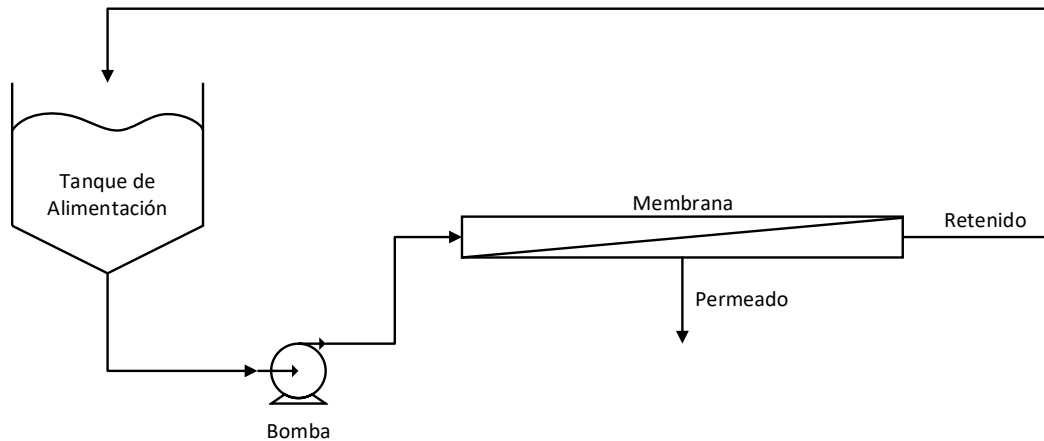 Tanque de
Alimentación
Membrana
Retenido
Permeado
Bomba